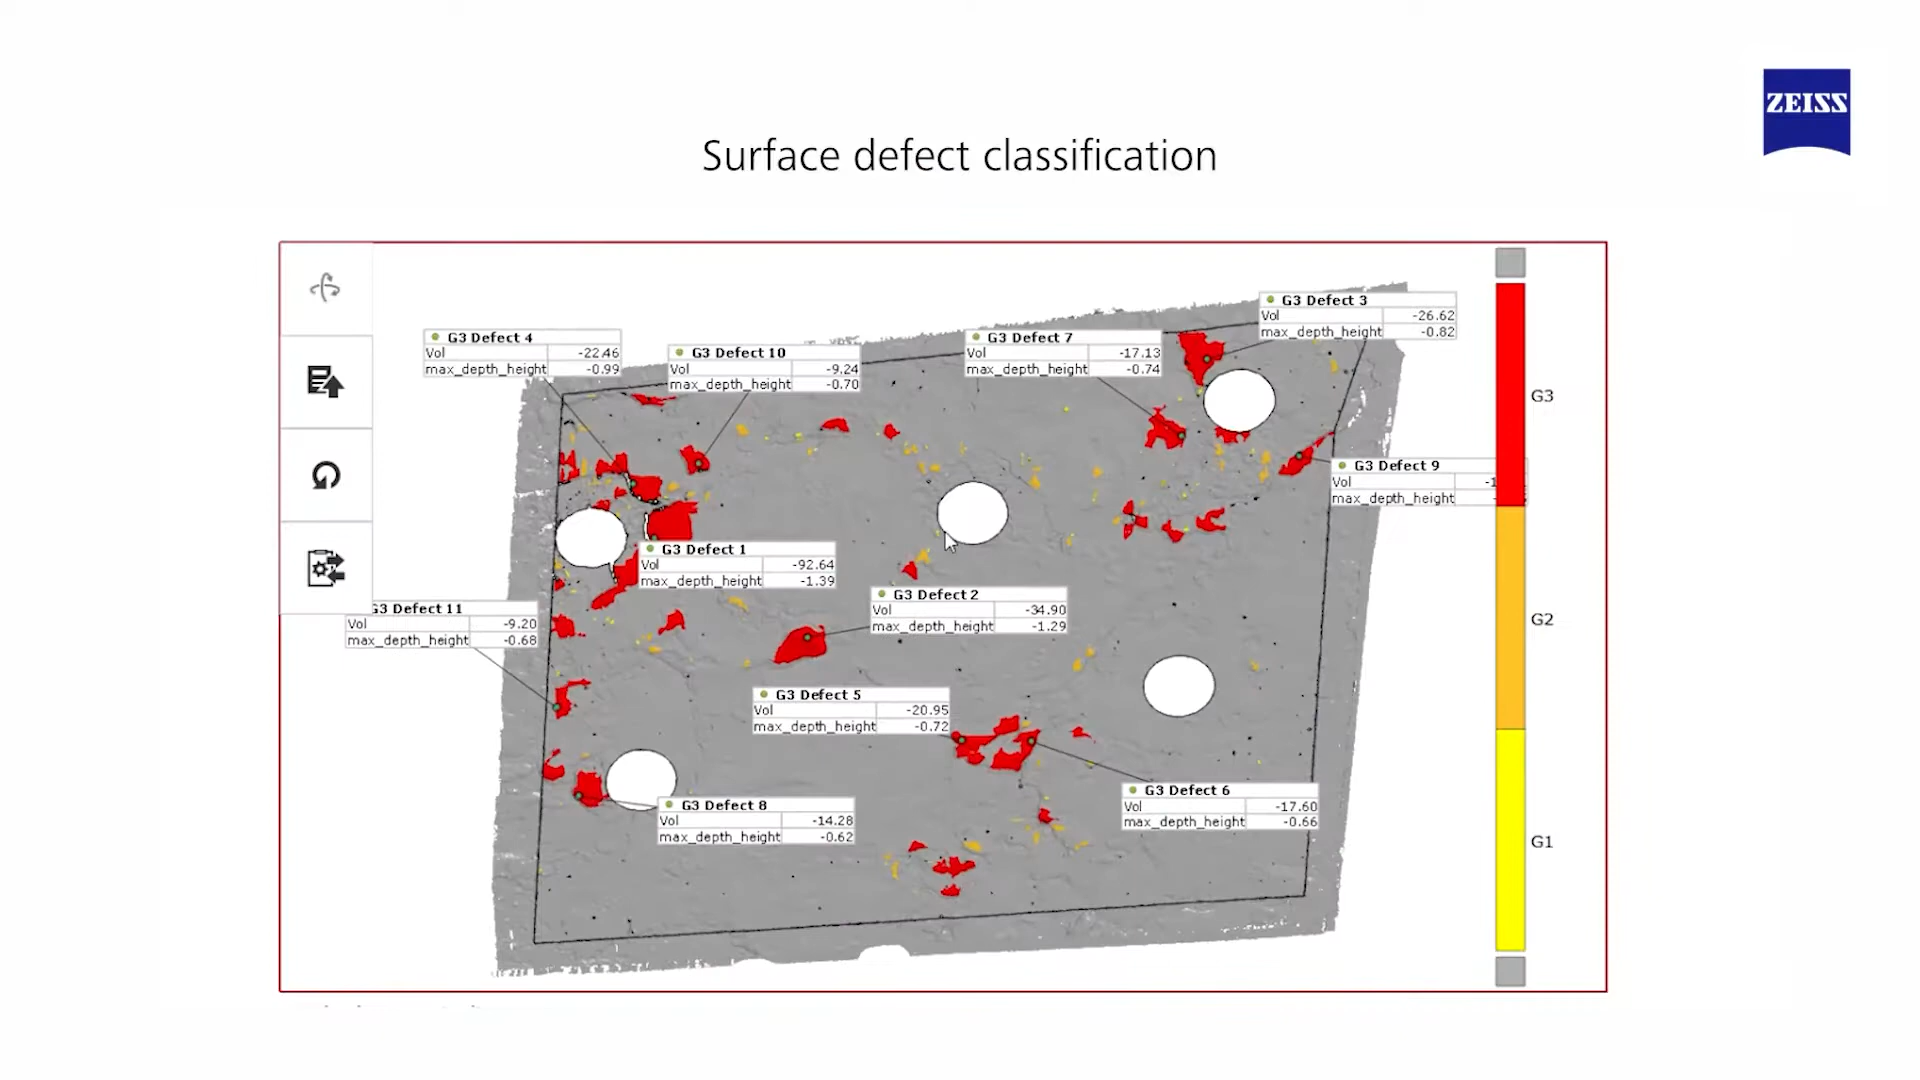 ZEISS
Surface defect classification
G3 Defect 3
Vol -26.62
max_depth_height -0.82
G3 Defect 4
Vol -22.46
max_depth_height -0.99
G3 Defect 10
Vol -9.24
max_depth_height -0.70
G3 Defect 7
Vol -17.13
max_depth_height -0.74
G3
G3 Defect 9
Vol
max_depth_height
G3 Defect 1
Vol -92.64
max_depth_height -1.39
G3 Defect 2
Vol -34.90
max_depth_height -1.29
G3 Defect 11
Vol -9.20
max_depth_height -0.68
G2
G3 Defect 5
Vol -20.95
max_depth_height -0.72
G3 Defect 6
Vol -17.60
max_depth_height -0.66
G3 Defect 8
Vol -14.28
max_depth_height -0.62
G1